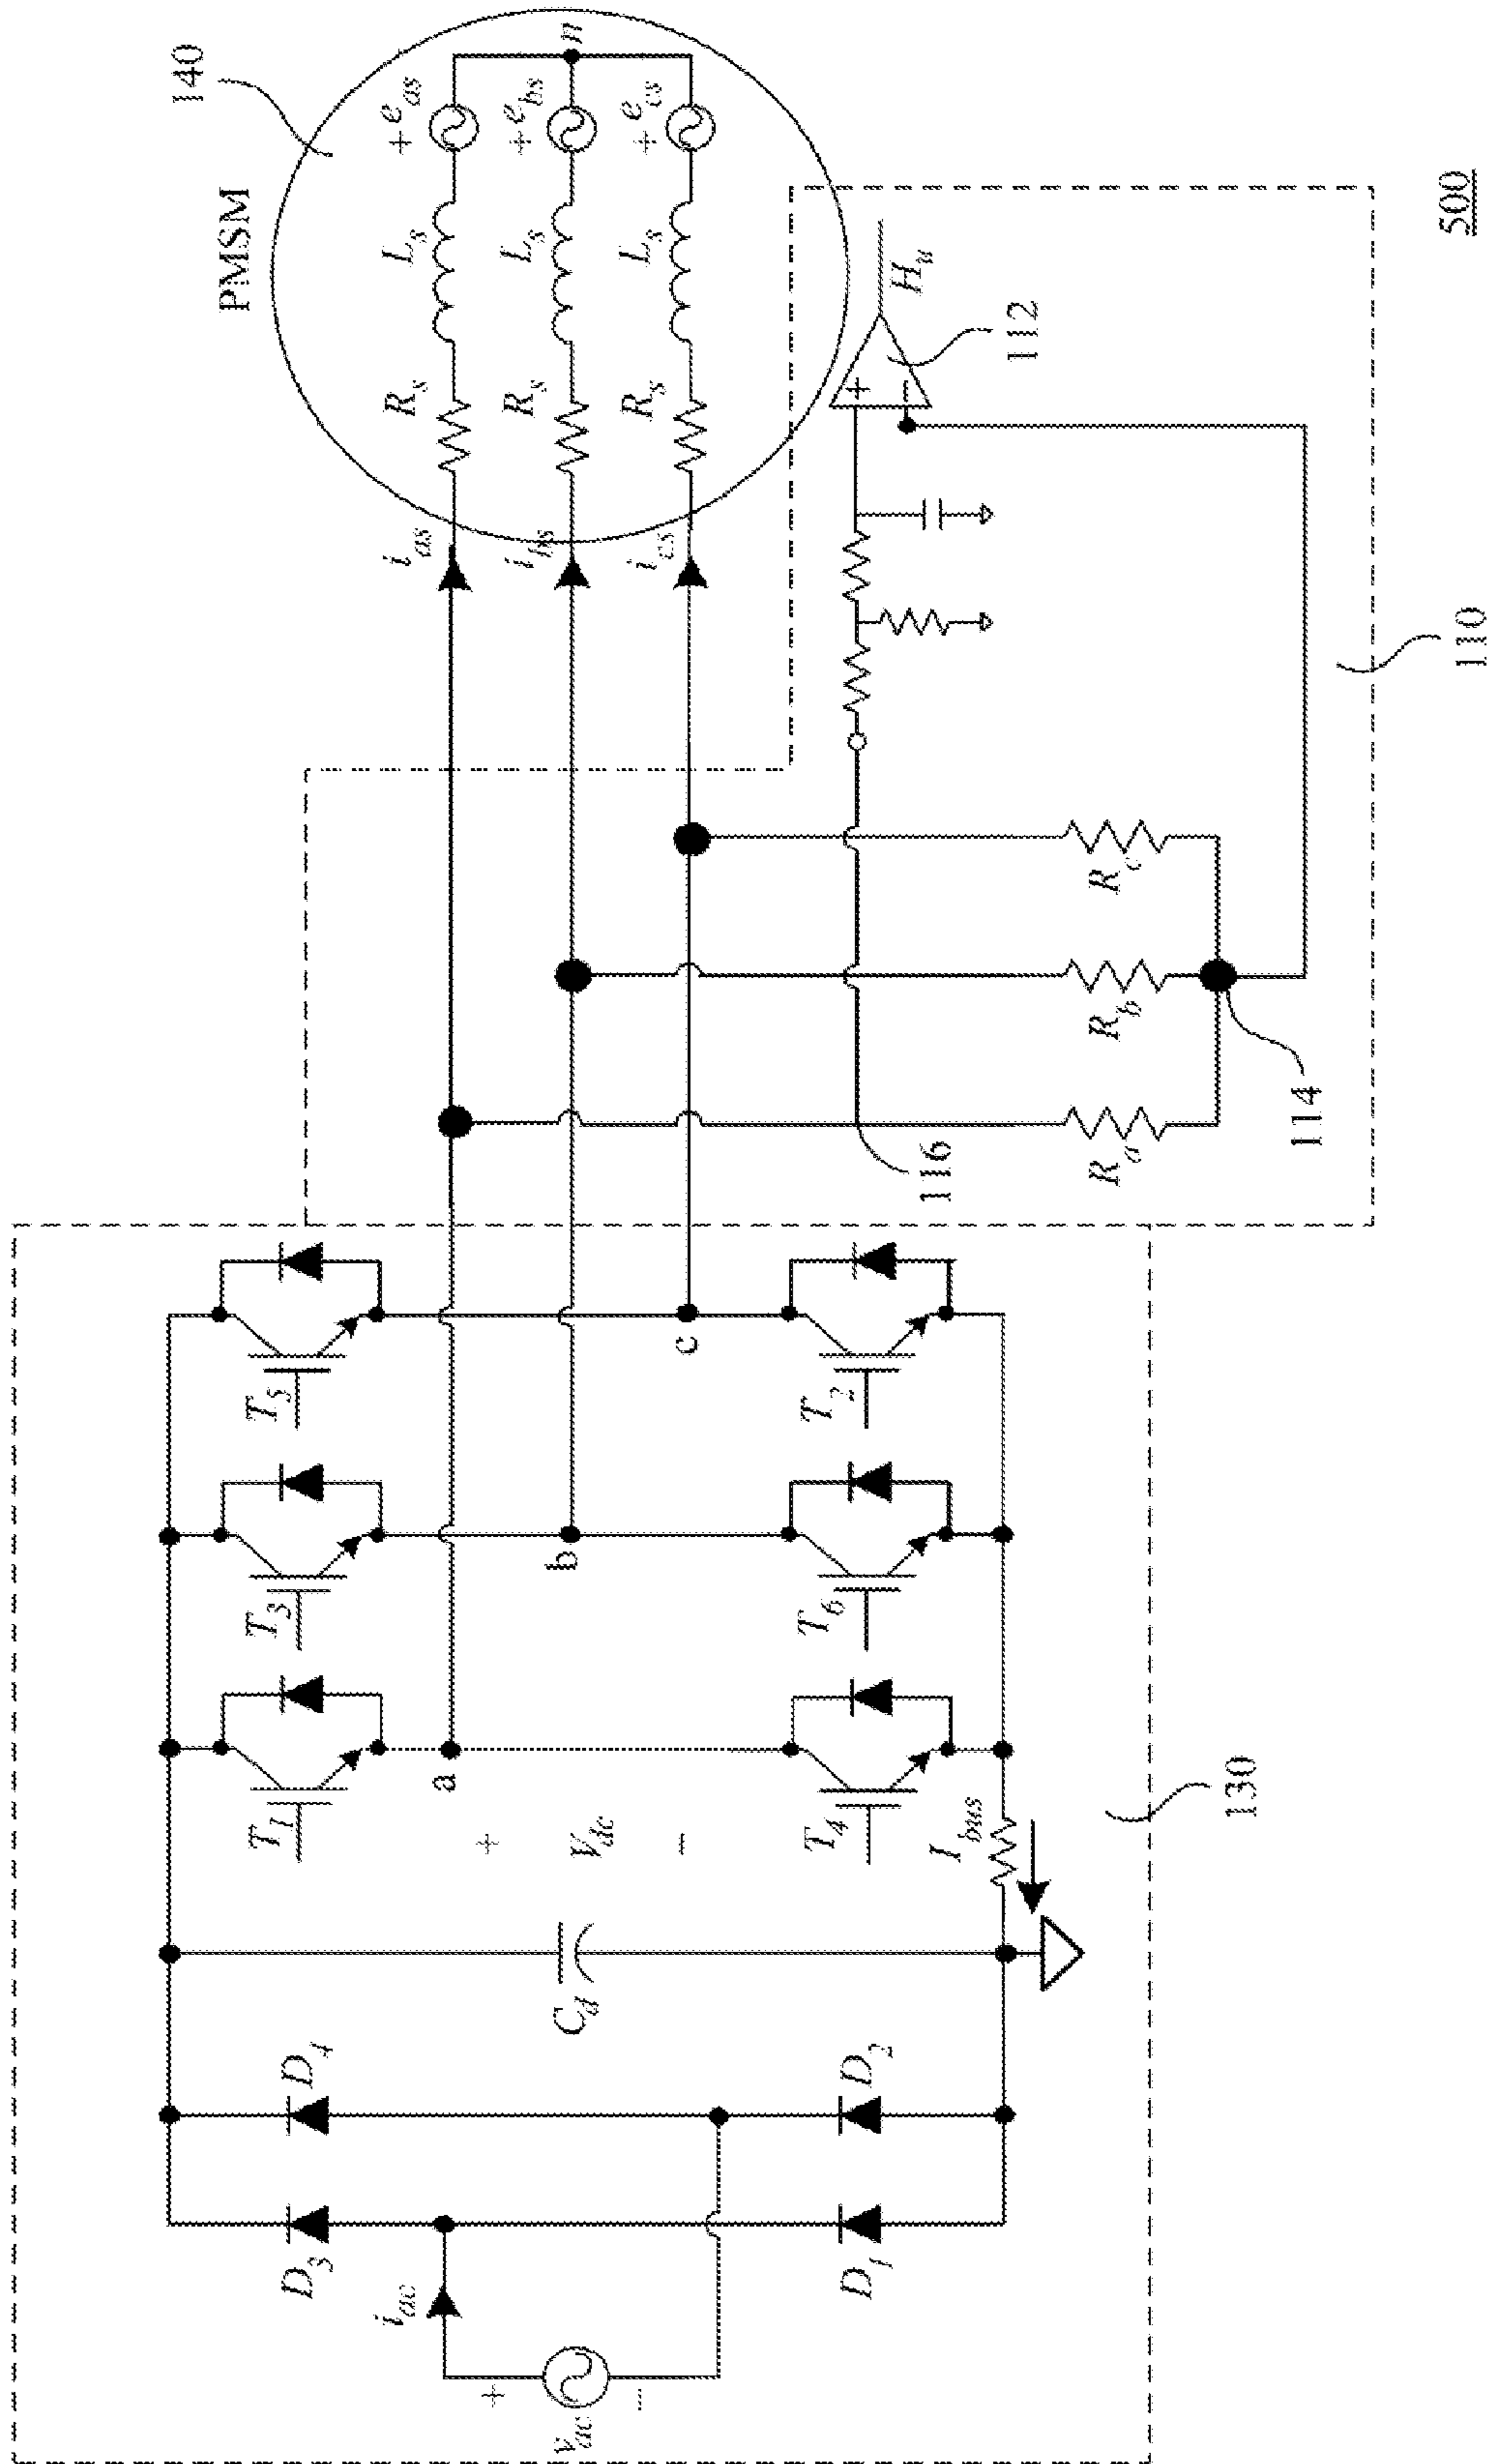 PMSM
140
v_ac
+
−
i_ac
D_3
D_4
D_1
D_2
C_d
+
V_dc
−
T_1
T_3
T_5
T_4
T_6
T_2
I_bus
a
b
c
130
i_as
i_bs
i_cs
R_s
L_s
+ e_as
R_s
L_s
+ e_bs
R_s
L_s
+ e_cs
n
116
R_a
R_b
R_c
114
+
−
H_u
112
110
500